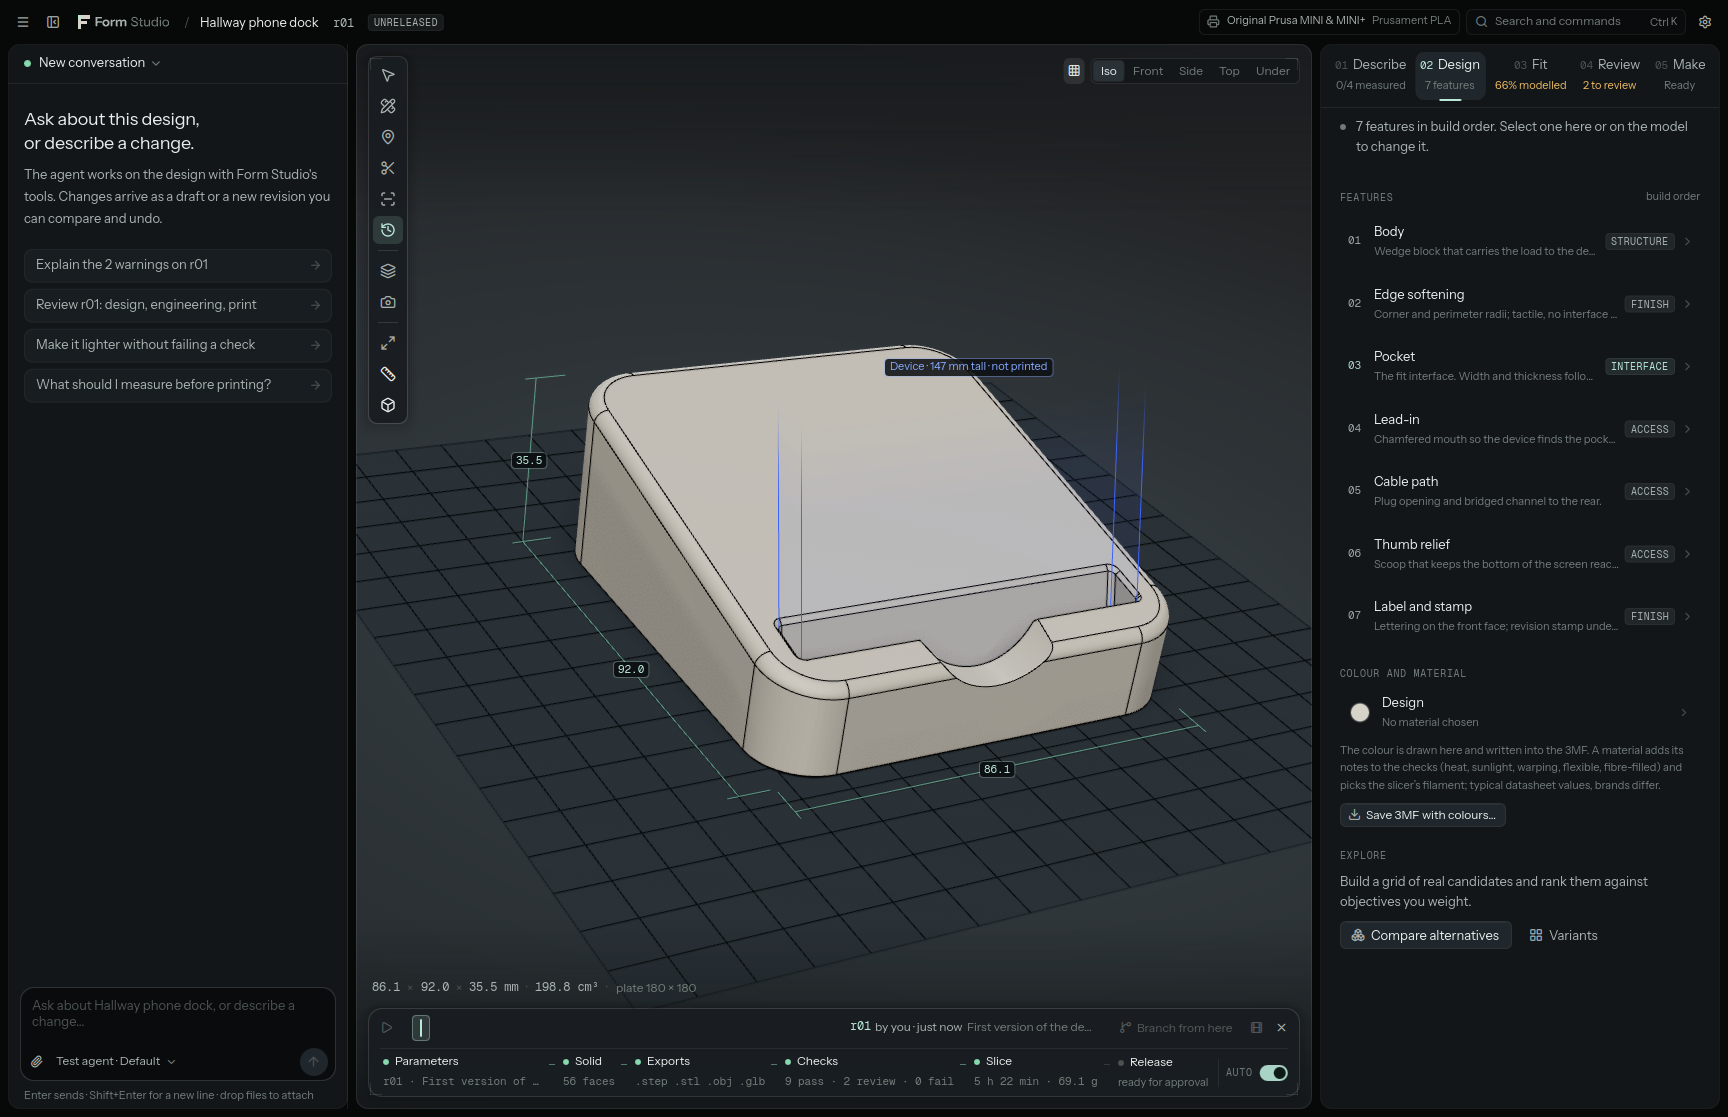 Form Studio / Hallway phone dock r01 UNRELEASED
Original Prusa MINI & MINI+ Prusament PLA
Search and commands Ctrl K
New conversation
Ask about this design,
or describe a change.
The agent works on the design with Form Studio's
tools. Changes arrive as a draft or a new revision you
can compare and undo.
Explain the 2 warnings on r01
Review r01: design, engineering, print
Make it lighter without failing a check
What should I measure before printing?
Ask about Hallway phone dock, or describe a
change...
Test agent · Default
Enter sends · Shift+Enter for a new line · drop files to attach
Iso Front Side Top Under
Device · 147 mm tall · not printed
35.5
92.0
86.1
86.1 × 92.0 × 35.5 mm · 198.8 cm³ · plate 180 × 180
r01 by you · just now First version of the de...
Branch from here
Parameters
r01 · First version of …
Solid
56 faces
Exports
.step .stl .obj .glb
Checks
9 pass · 2 review · 0 fail
Slice
5 h 22 min · 69.1 g
Release
ready for approval
AUTO
01 Describe
0/4 measured
02 Design
7 features
03 Fit
66% modelled
04 Review
2 to review
05 Make
Ready
7 features in build order. Select one here or on the model
to change it.
FEATURES build order
01 Body STRUCTURE
Wedge block that carries the load to the de...
02 Edge softening FINISH
Corner and perimeter radii; tactile, no interface ...
03 Pocket INTERFACE
The fit interface. Width and thickness follo...
04 Lead-in ACCESS
Chamfered mouth so the device finds the pock...
05 Cable path ACCESS
Plug opening and bridged channel to the rear.
06 Thumb relief ACCESS
Scoop that keeps the bottom of the screen reac...
07 Label and stamp FINISH
Lettering on the front face; revision stamp unde...
COLOUR AND MATERIAL
Design
No material chosen
The colour is drawn here and written into the 3MF. A material adds its
notes to the checks (heat, sunlight, warping, flexible, fibre-filled) and
picks the slicer's filament; typical datasheet values, brands differ.
Save 3MF with colours...
EXPLORE
Build a grid of real candidates and rank them against
objectives you weight.
Compare alternatives Variants